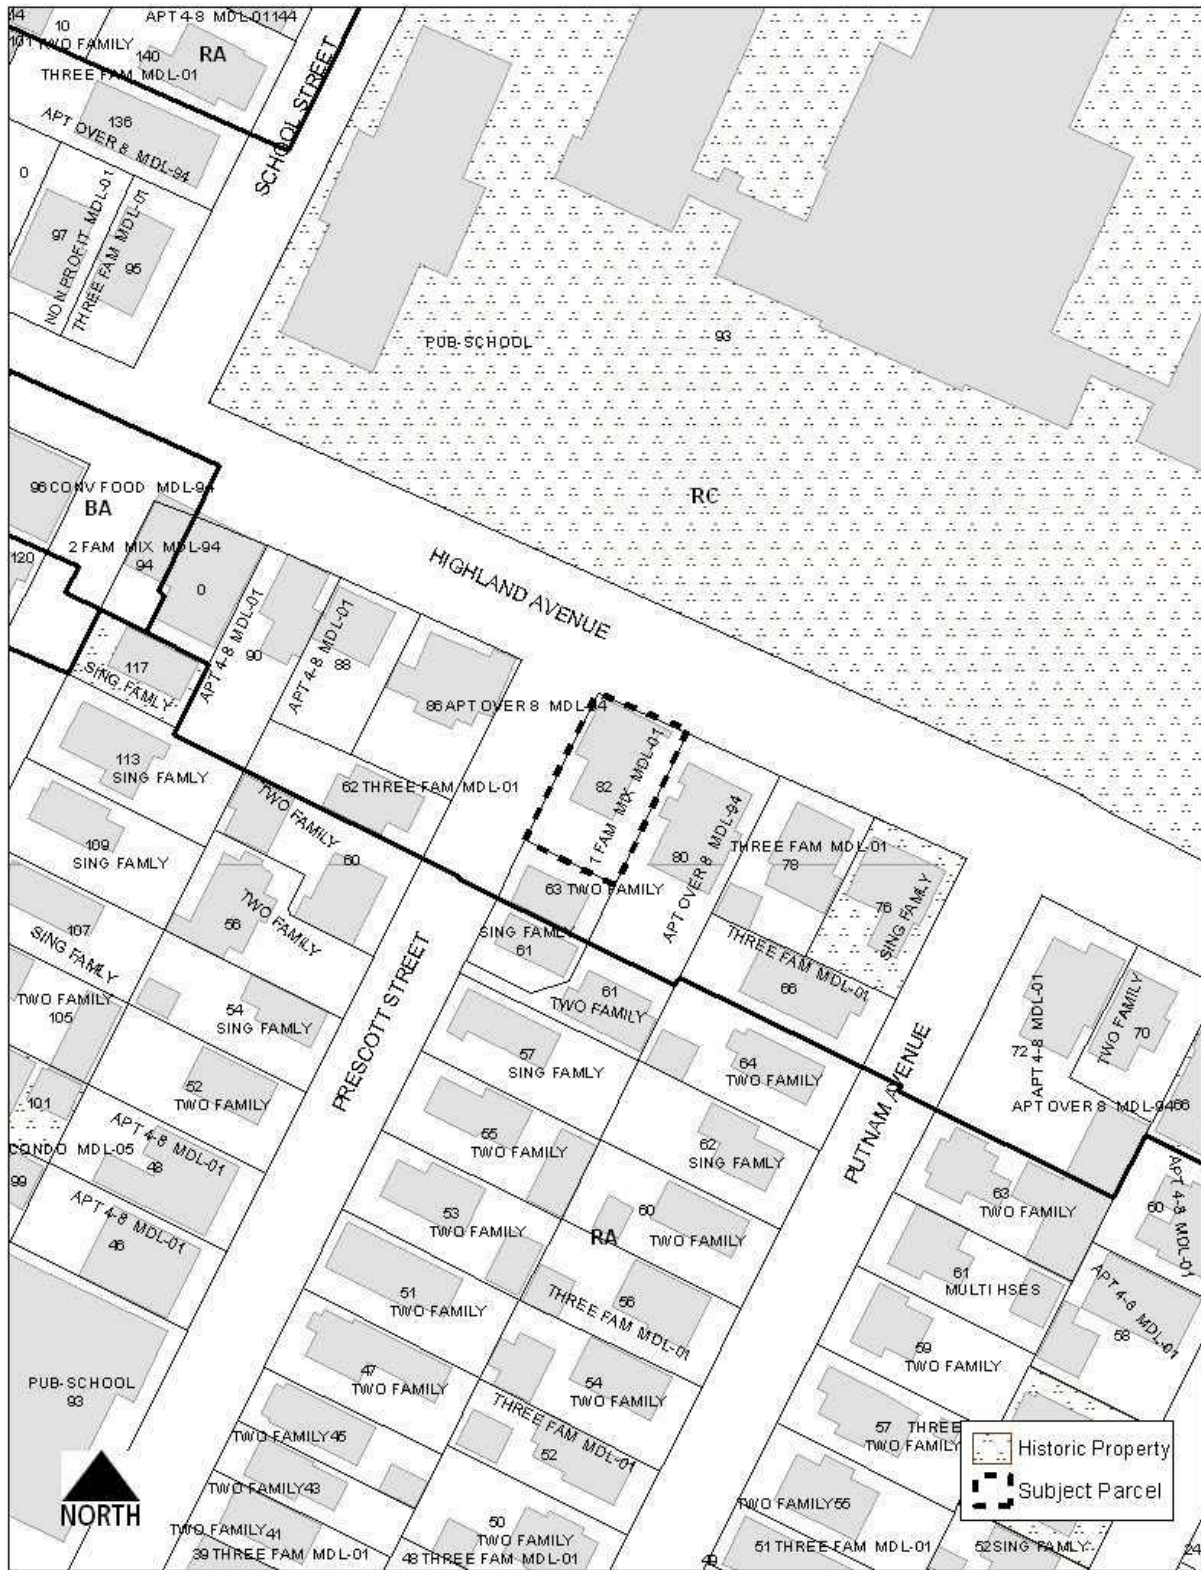 APT 4-8 MDL-01 144
10
TWO FAMILY
101
140
RA
THREE FAM MDL-01
136
APT OVER 8 MDL-94
SCHOOL STREET
0
97
NON PROFIT MDL-01
THREE FAM MDL-01
95
PUB-SCHOOL
93
96 CONV FOOD MDL-94
BA
RC
2 FAM MIX MDL-94
94
120
0
HIGHLAND AVENUE
APT 4-8 MDL-01
90
APT 4-8 MDL-01
88
117
SING FAMLY
86 APT OVER 8 MDL-94
113
SING FAMLY
62 THREE FAM MDL-01
82
1 FAM MIX MDL-01
TWO FAMILY
109
SING FAMLY
60
63 TWO FAMILY
80
APT OVER 8 MDL-94
THREE FAM MDL-01
78
76
SING FAMLY
56
TWO FAMILY
107
SING FAMLY
SING FAMLY
61
THREE FAM MDL-01
66
TWO FAMILY
105
54
SING FAMLY
PRESCOTT STREET
61
TWO FAMILY
57
SING FAMLY
64
TWO FAMILY
PUTNAM AVENUE
72
APT 4-8 MDL-01
TWO FAMILY
70
APT OVER 8 MDL-94 66
52
TWO FAMILY
101
APT 4-8 MDL-01
48
CONDO MDL-05
99
55
TWO FAMILY
62
SING FAMLY
63
TWO FAMILY
60
APT 4-8 MDL-01
APT 4-8 MDL-01
46
53
TWO FAMILY
60
TWO FAMILY
RA
61
MULTI HSES
51
TWO FAMILY
56
THREE FAM MDL-01
APT 4-8 MDL-01
58
59
TWO FAMILY
PUB-SCHOOL
93
47
TWO FAMILY
54
TWO FAMILY
THREE FAM MDL-01
52
TWO FAMILY 45
57 THREE
TWO FAMILY
Historic Property
Subject Parcel
NORTH
TWO FAMILY 43
TWO FAMILY 41
39 THREE FAM MDL-01
50
TWO FAMILY
48 THREE FAM MDL-01
TWO FAMILY 55
49
51 THREE FAM MDL-01
52 SING FAMLY
24